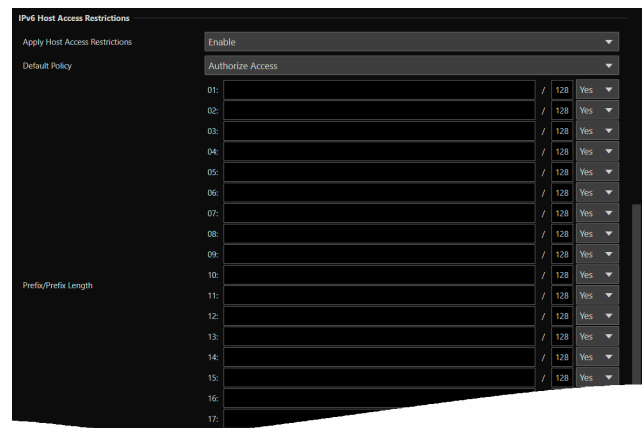 IPv6 Host Access Restrictions
Apply Host Access Restrictions Enable
Default Policy Authorize Access
01: / 128 Yes
02: / 128 Yes
03: / 128 Yes
04: / 128 Yes
05: / 128 Yes
06: / 128 Yes
07: / 128 Yes
08: / 128 Yes
09: / 128 Yes
10: / 128 Yes
Prefix/Prefix Length
11: / 128 Yes
12: / 128 Yes
13: / 128 Yes
14: / 128 Yes
15: / 128 Yes
16:
17: